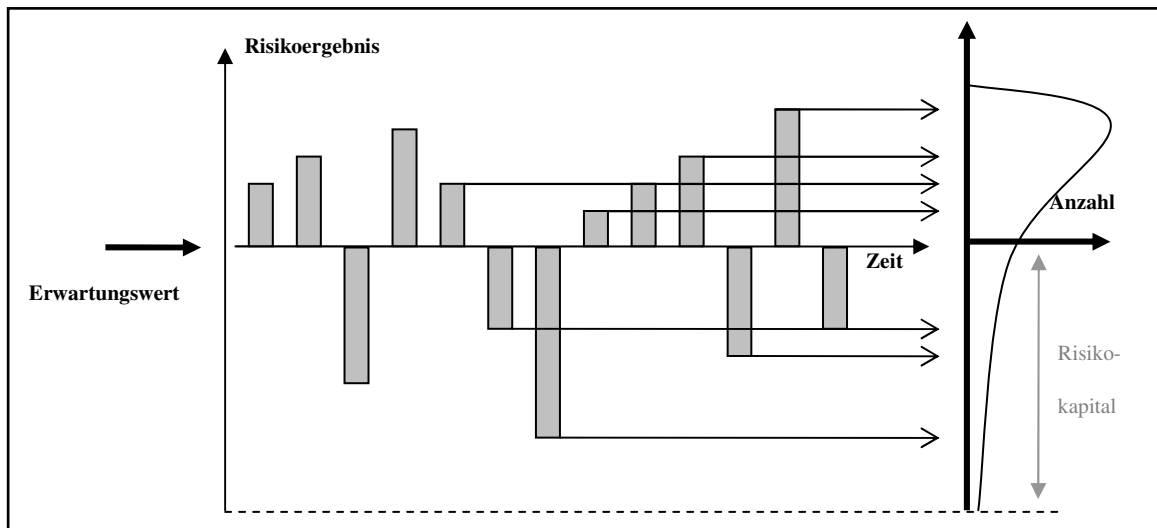 Risikoergebnis
Anzahl
Zeit
Erwartungswert
Risiko-
kapital